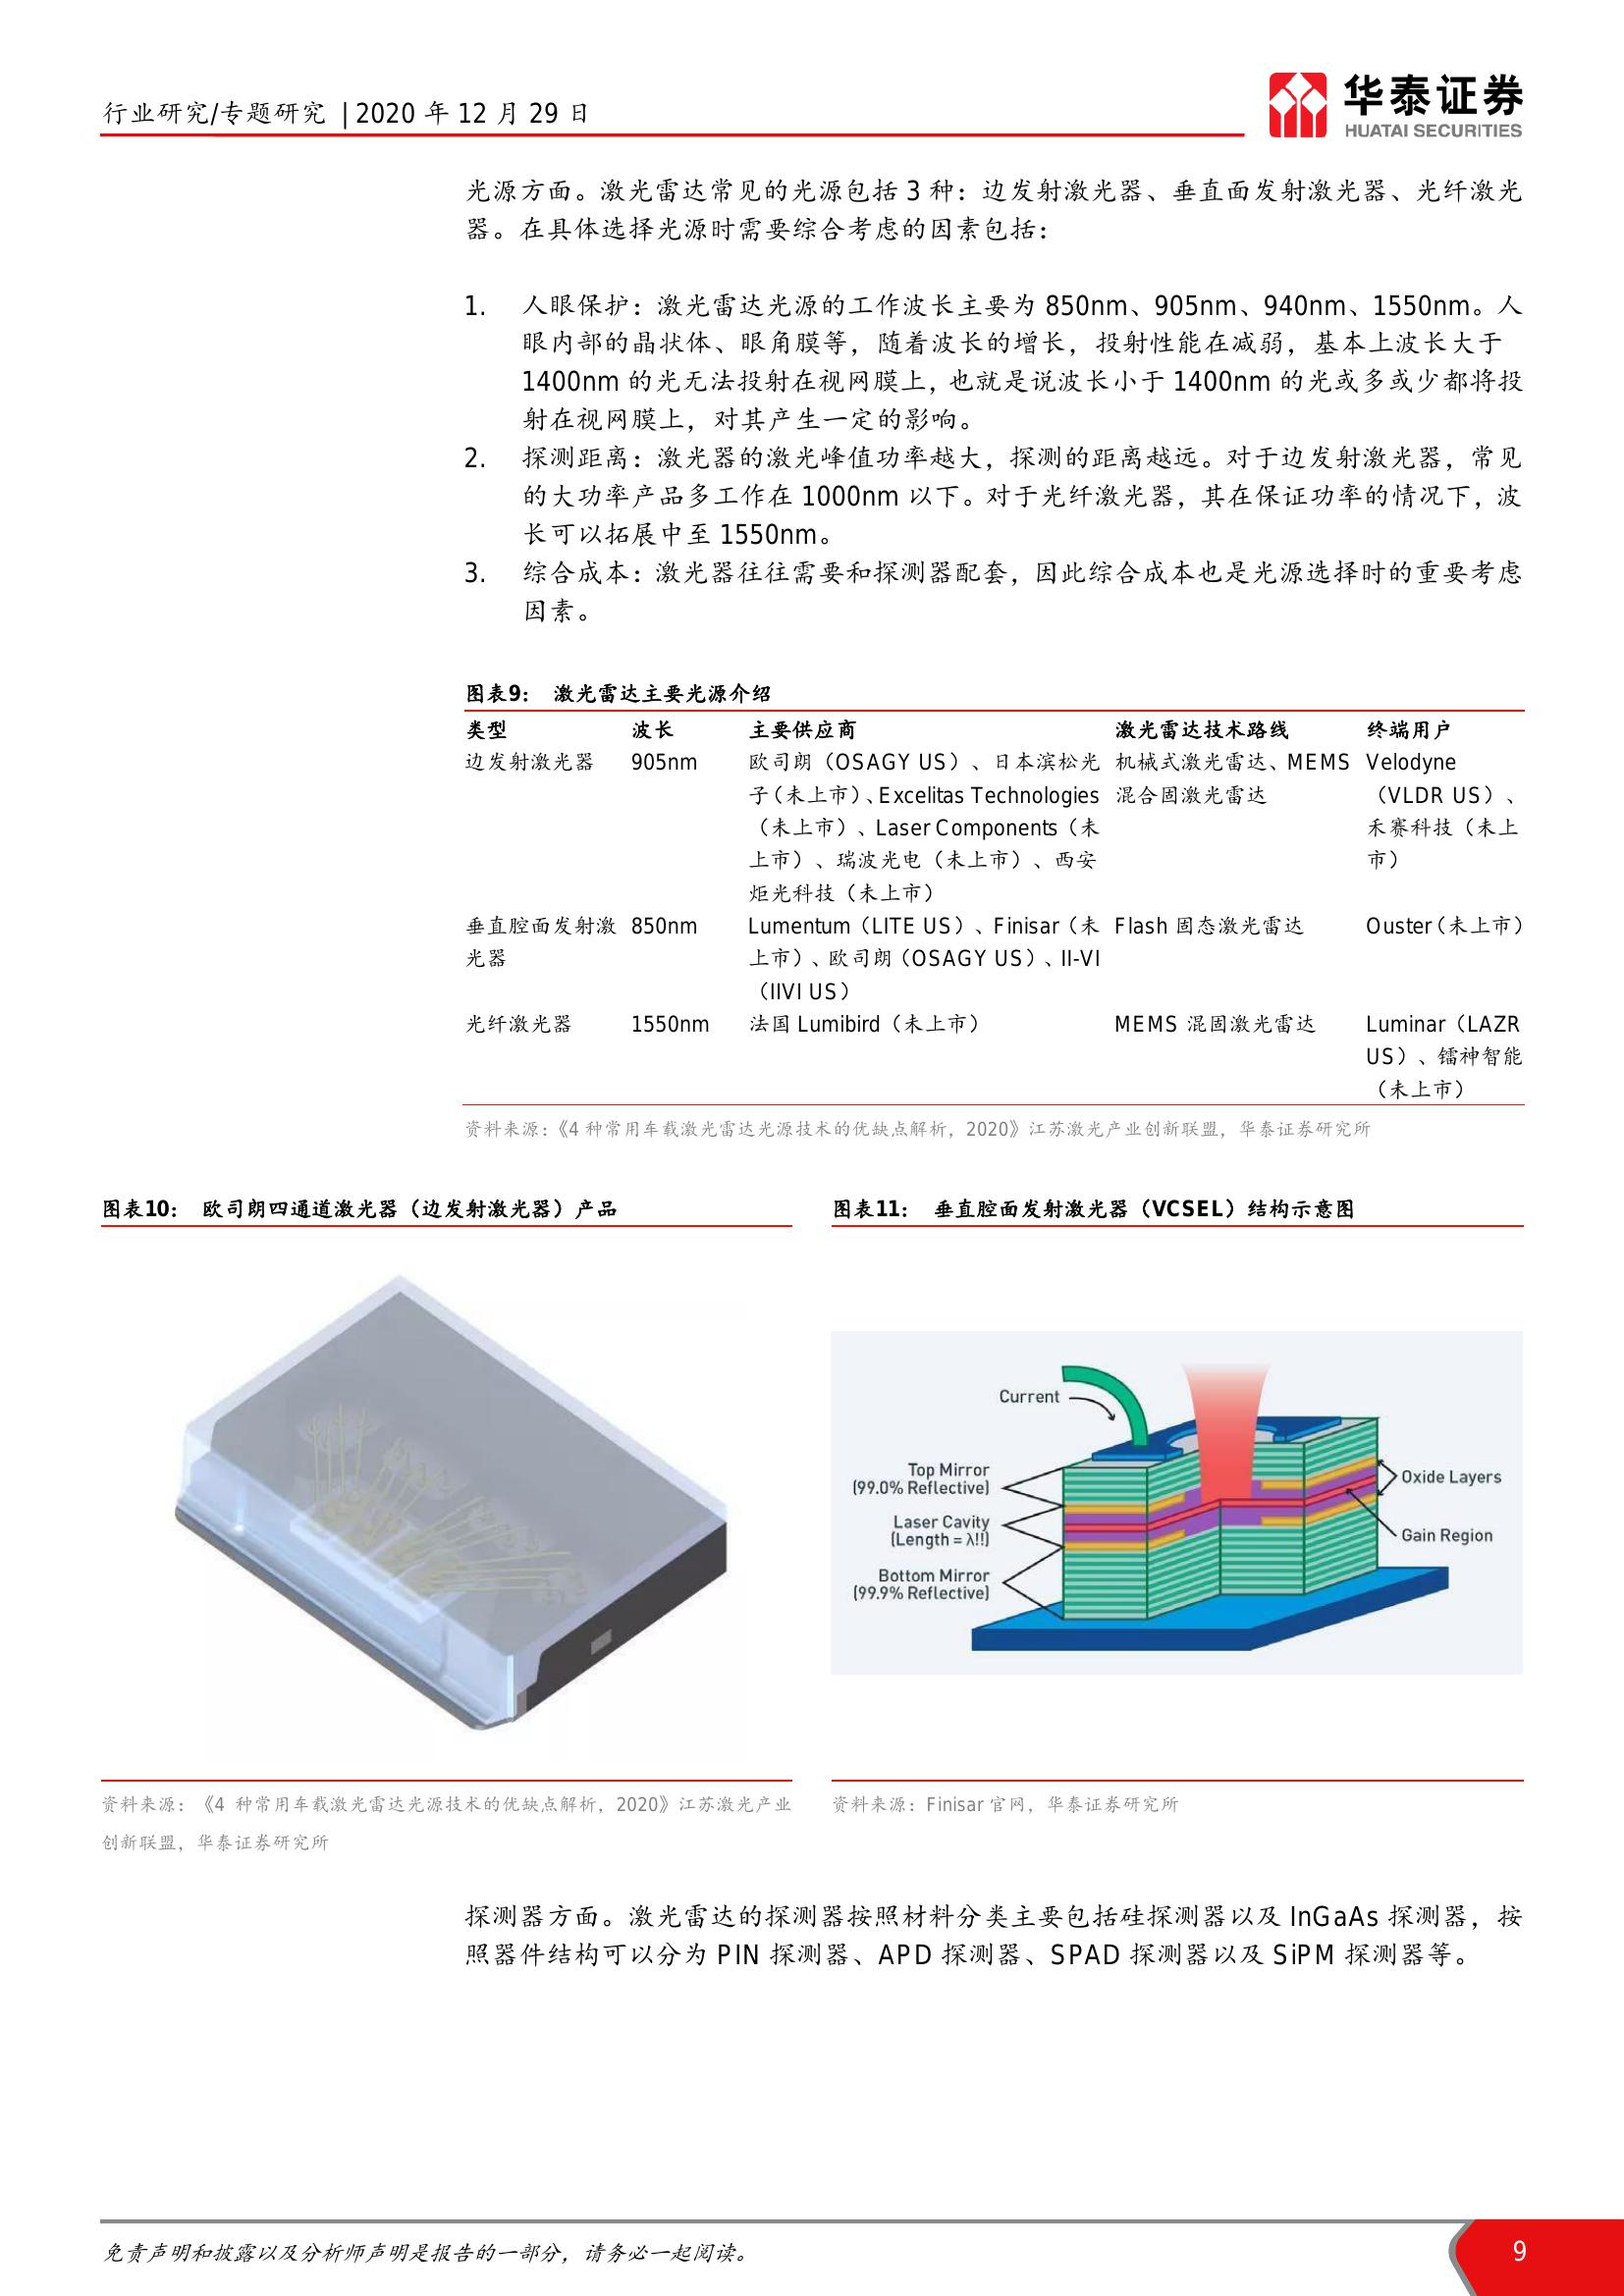 行业研究/专题研究 | 2020 年 12 月 29 日
华泰证券
HUATAI SECURITIES
光源方面。激光雷达常见的光源包括 3 种：边发射激光器、垂直面发射激光器、光纤激光
器。在具体选择光源时需要综合考虑的因素包括：
1. 人眼保护：激光雷达光源的工作波长主要为 850nm、905nm、940nm、1550nm。人
眼内部的晶状体、眼角膜等，随着波长的增长，投射性能在减弱，基本上波长大于
1400nm 的光无法投射在视网膜上，也就是说波长小于 1400nm 的光或多或少都将投
射在视网膜上，对其产生一定的影响。
2. 探测距离：激光器的激光峰值功率越大，探测的距离越远。对于边发射激光器，常见
的大功率产品多工作在 1000nm 以下。对于光纤激光器，其在保证功率的情况下，波
长可以拓展中至 1550nm。
3. 综合成本：激光器往往需要和探测器配套，因此综合成本也是光源选择时的重要考虑
因素。
图表9： 激光雷达主要光源介绍
类型 波长 主要供应商 激光雷达技术路线 终端用户
边发射激光器 905nm 欧司朗（OSAGY US）、日本滨松光 机械式激光雷达、MEMS Velodyne
子（未上市）、Excelitas Technologies 混合固激光雷达 （VLDR US）、
（未上市）、Laser Components（未 禾赛科技（未上
上市）、瑞波光电（未上市）、西安 市）
炬光科技（未上市）
垂直腔面发射激 850nm Lumentum（LITE US）、Finisar（未 Flash 固态激光雷达 Ouster（未上市）
光器 上市）、欧司朗（OSAGY US）、II-VI
（IIVI US）
光纤激光器 1550nm 法国 Lumibird（未上市） MEMS 混固激光雷达 Luminar（LAZR
US）、镭神智能
（未上市）
资料来源：《4 种常用车载激光雷达光源技术的优缺点解析，2020》江苏激光产业创新联盟，华泰证券研究所
图表10： 欧司朗四通道激光器（边发射激光器）产品
图表11： 垂直腔面发射激光器（VCSEL）结构示意图
Current
Top Mirror
(99.0% Reflective)
Laser Cavity
(Length = λ!!)
Bottom Mirror
(99.9% Reflective)
Oxide Layers
Gain Region
资料来源：《4 种常用车载激光雷达光源技术的优缺点解析，2020》江苏激光产业
创新联盟，华泰证券研究所
资料来源：Finisar 官网，华泰证券研究所
探测器方面。激光雷达的探测器按照材料分类主要包括硅探测器以及 InGaAs 探测器，按
照器件结构可以分为 PIN 探测器、APD 探测器、SPAD 探测器以及 SiPM 探测器等。
免责声明和披露以及分析师声明是报告的一部分，请务必一起阅读。
9